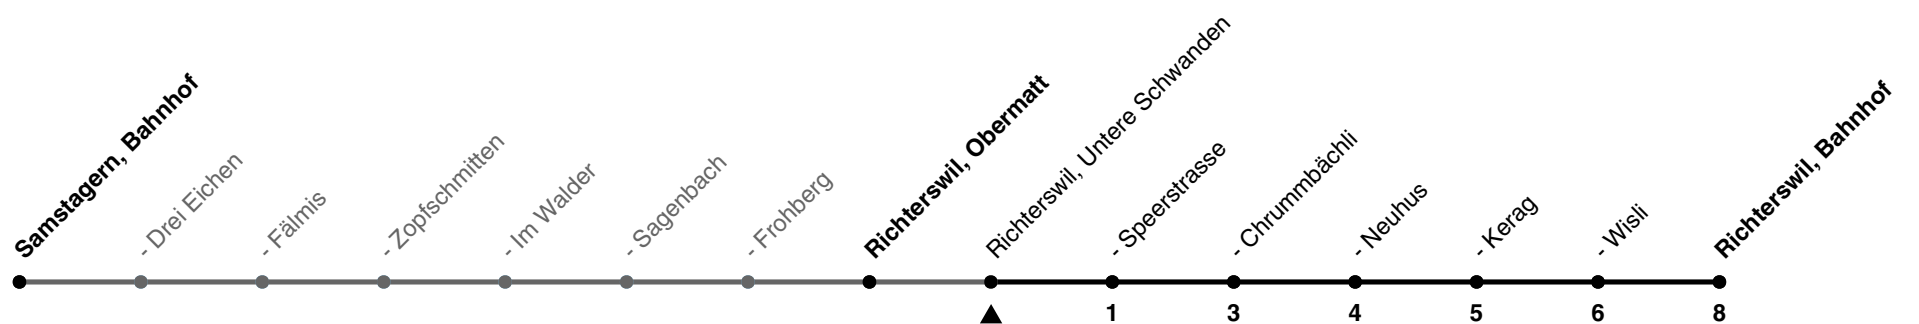 Samstagern, Bahnhof
- Drei Eichen
- Fälmis
- Zopfschmitten
- Im Walder
- Sagenbach
- Frohberg
Richterswil, Obermatt
Richterswil, Untere Schwanden
- Speerstrasse
- Chrummbächli
- Neuhus
- Kerag
- Wisli
Richterswil, Bahnhof
1 3 4 5 6 8